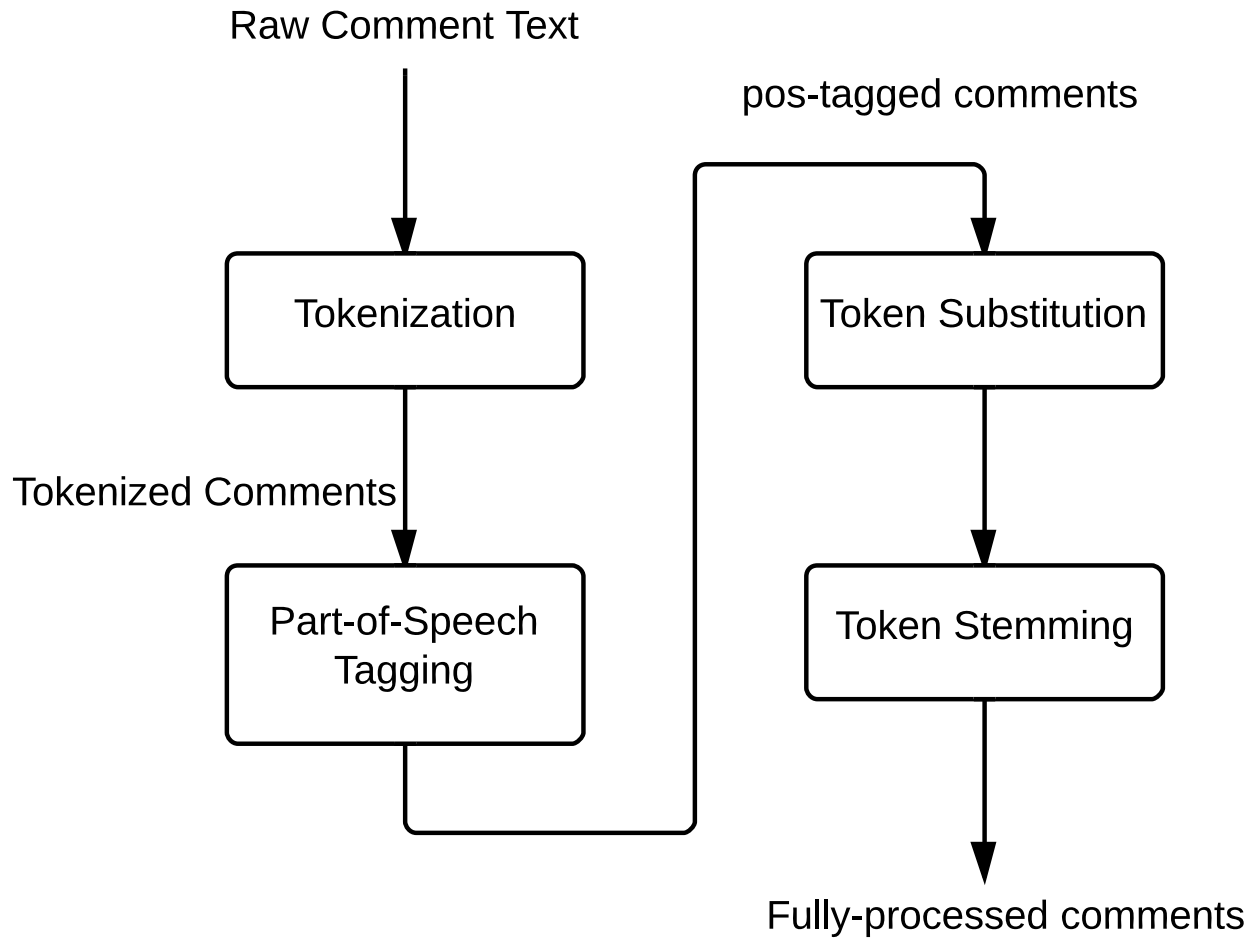 Raw Comment Text
Tokenization
Tokenized Comments
Part-of-Speech
Tagging
pos-tagged comments
Token Substitution
Token Stemming
Fully-processed comments